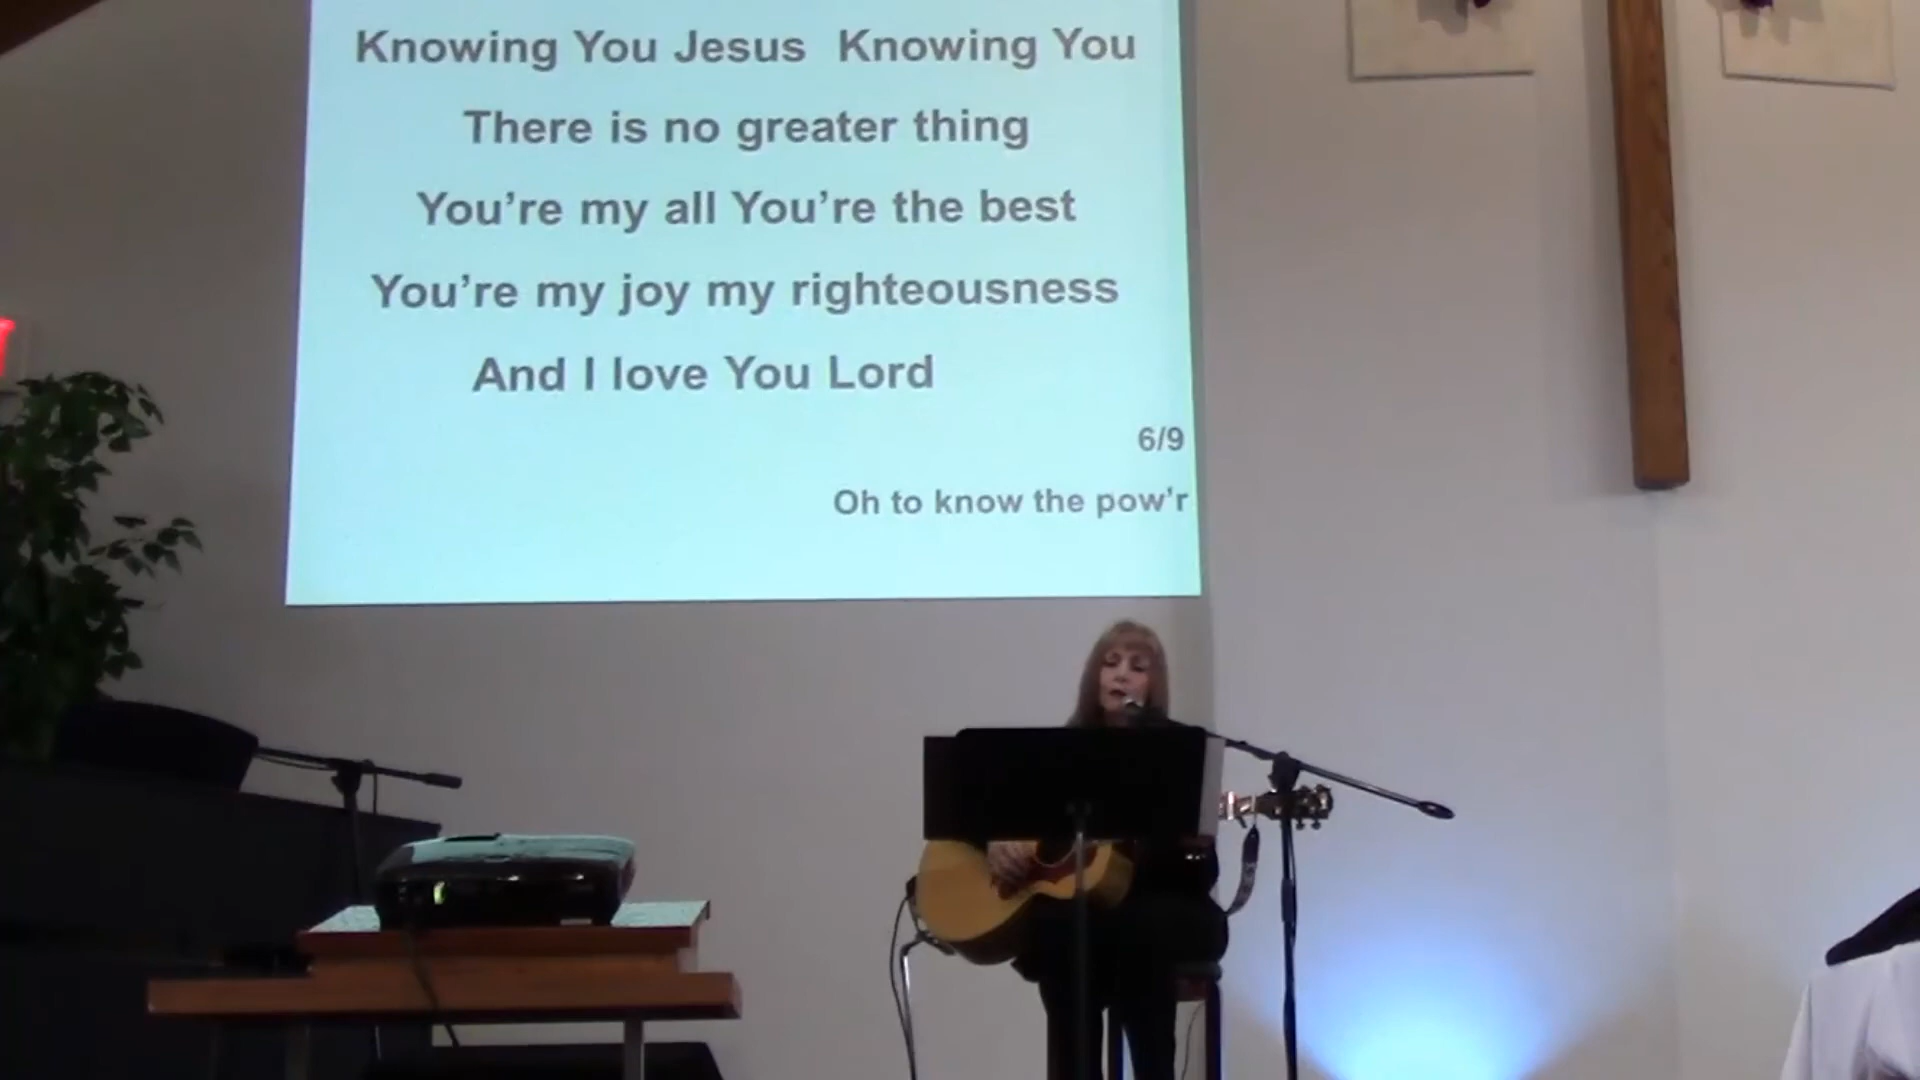 Knowing You Jesus  Knowing You
There is no greater thing
You’re my all You’re the best
You’re my joy my righteousness
And I love You Lord
6/9
Oh to know the pow’r